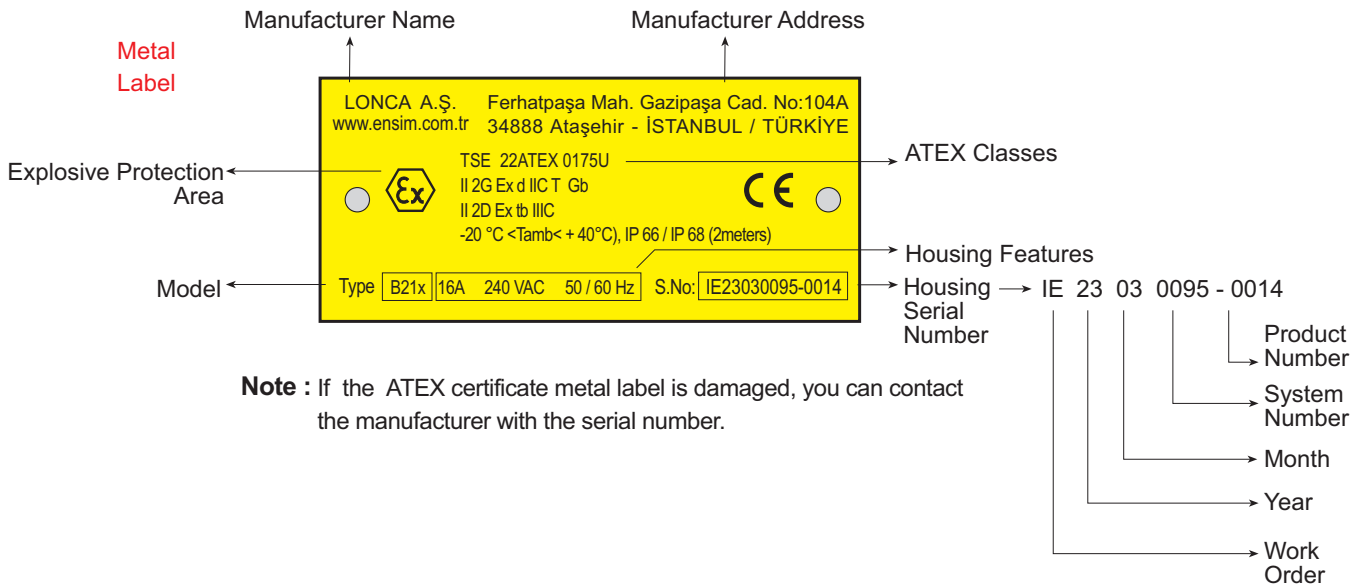 Manufacturer Name
Manufacturer Address
Metal
Label
LONCA A.Ş.
www.ensim.com.tr
Ferhatpaşa Mah. Gazipaşa Cad. No:104A
34888 Ataşehir - İSTANBUL / TÜRKİYE
Explosive Protection
Area
Ex
TSE 22ATEX 0175U
II 2G Ex d IIC T Gb
II 2D Ex tb IIIC
-20 °C <Tamb< + 40°C), IP 66 / IP 68 (2meters)
CE
ATEX Classes
Housing Features
Model
Type B21x 16A 240 VAC 50 / 60 Hz S.No: IE23030095-0014
Housing
Serial
Number
IE 23 03 0095 - 0014
Product
Number
System
Number
Month
Year
Work
Order
Note : If the ATEX certificate metal label is damaged, you can contact
the manufacturer with the serial number.